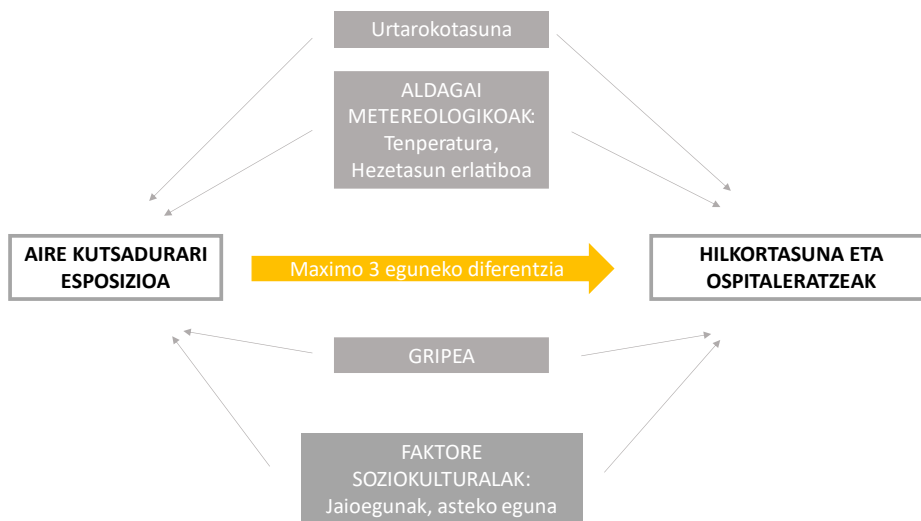 Urtarokotasuna
ALDAGAI
METEREOLOGIKOAK:
Tenperatura,
Hezetasun erlatiboa
AIRE KUTSADURARI
ESPOSIZIOA
Maximo 3 eguneko diferentzia
HILKORTASUNA ETA
OSPITALERATZEAK
GRIPEA
FAKTORE
SOZIOKULTURALAK:
Jaioegunak, asteko eguna